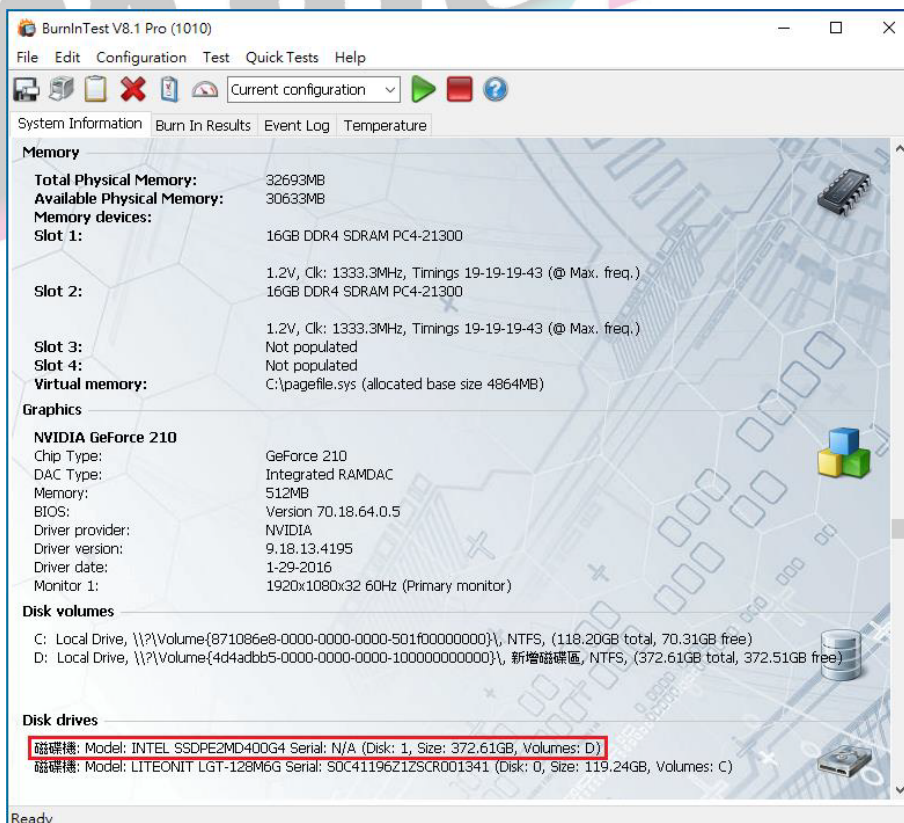 BurnInTest V8.1 Pro (1010)
File Edit Configuration Test Quick Tests Help
Current configuration
System Information Burn In Results Event Log Temperature
Memory
Total Physical Memory: 32693MB
Available Physical Memory: 30633MB
Memory devices:
Slot 1: 16GB DDR4 SDRAM PC4-21300
1.2V, Clk: 1333.3MHz, Timings 19-19-19-43 (@ Max. freq.)
Slot 2: 16GB DDR4 SDRAM PC4-21300
1.2V, Clk: 1333.3MHz, Timings 19-19-19-43 (@ Max. freq.)
Slot 3: Not populated
Slot 4: Not populated
Virtual memory: C:\pagefile.sys (allocated base size 4864MB)
Graphics
NVIDIA GeForce 210
Chip Type: GeForce 210
DAC Type: Integrated RAMDAC
Memory: 512MB
BIOS: Version 70.18.64.0.5
Driver provider: NVIDIA
Driver version: 9.18.13.4195
Driver date: 1-29-2016
Monitor 1: 1920x1080x32 60Hz (Primary monitor)
Disk volumes
C: Local Drive, \\?\Volume{871086e8-0000-0000-0000-501f00000000}\, NTFS, (118.20GB total, 70.31GB free)
D: Local Drive, \\?\Volume{4d4adbb5-0000-0000-0000-100000000000}\, 新增磁碟區, NTFS, (372.61GB total, 372.51GB free)
Disk drives
磁碟機: Model: INTEL SSDPE2MD400G4 Serial: N/A (Disk: 1, Size: 372.61GB, Volumes: D)
磁碟機: Model: LITEONIT LGT-128M6G Serial: S0C41196Z1ZSCR001341 (Disk: 0, Size: 119.24GB, Volumes: C)
Ready